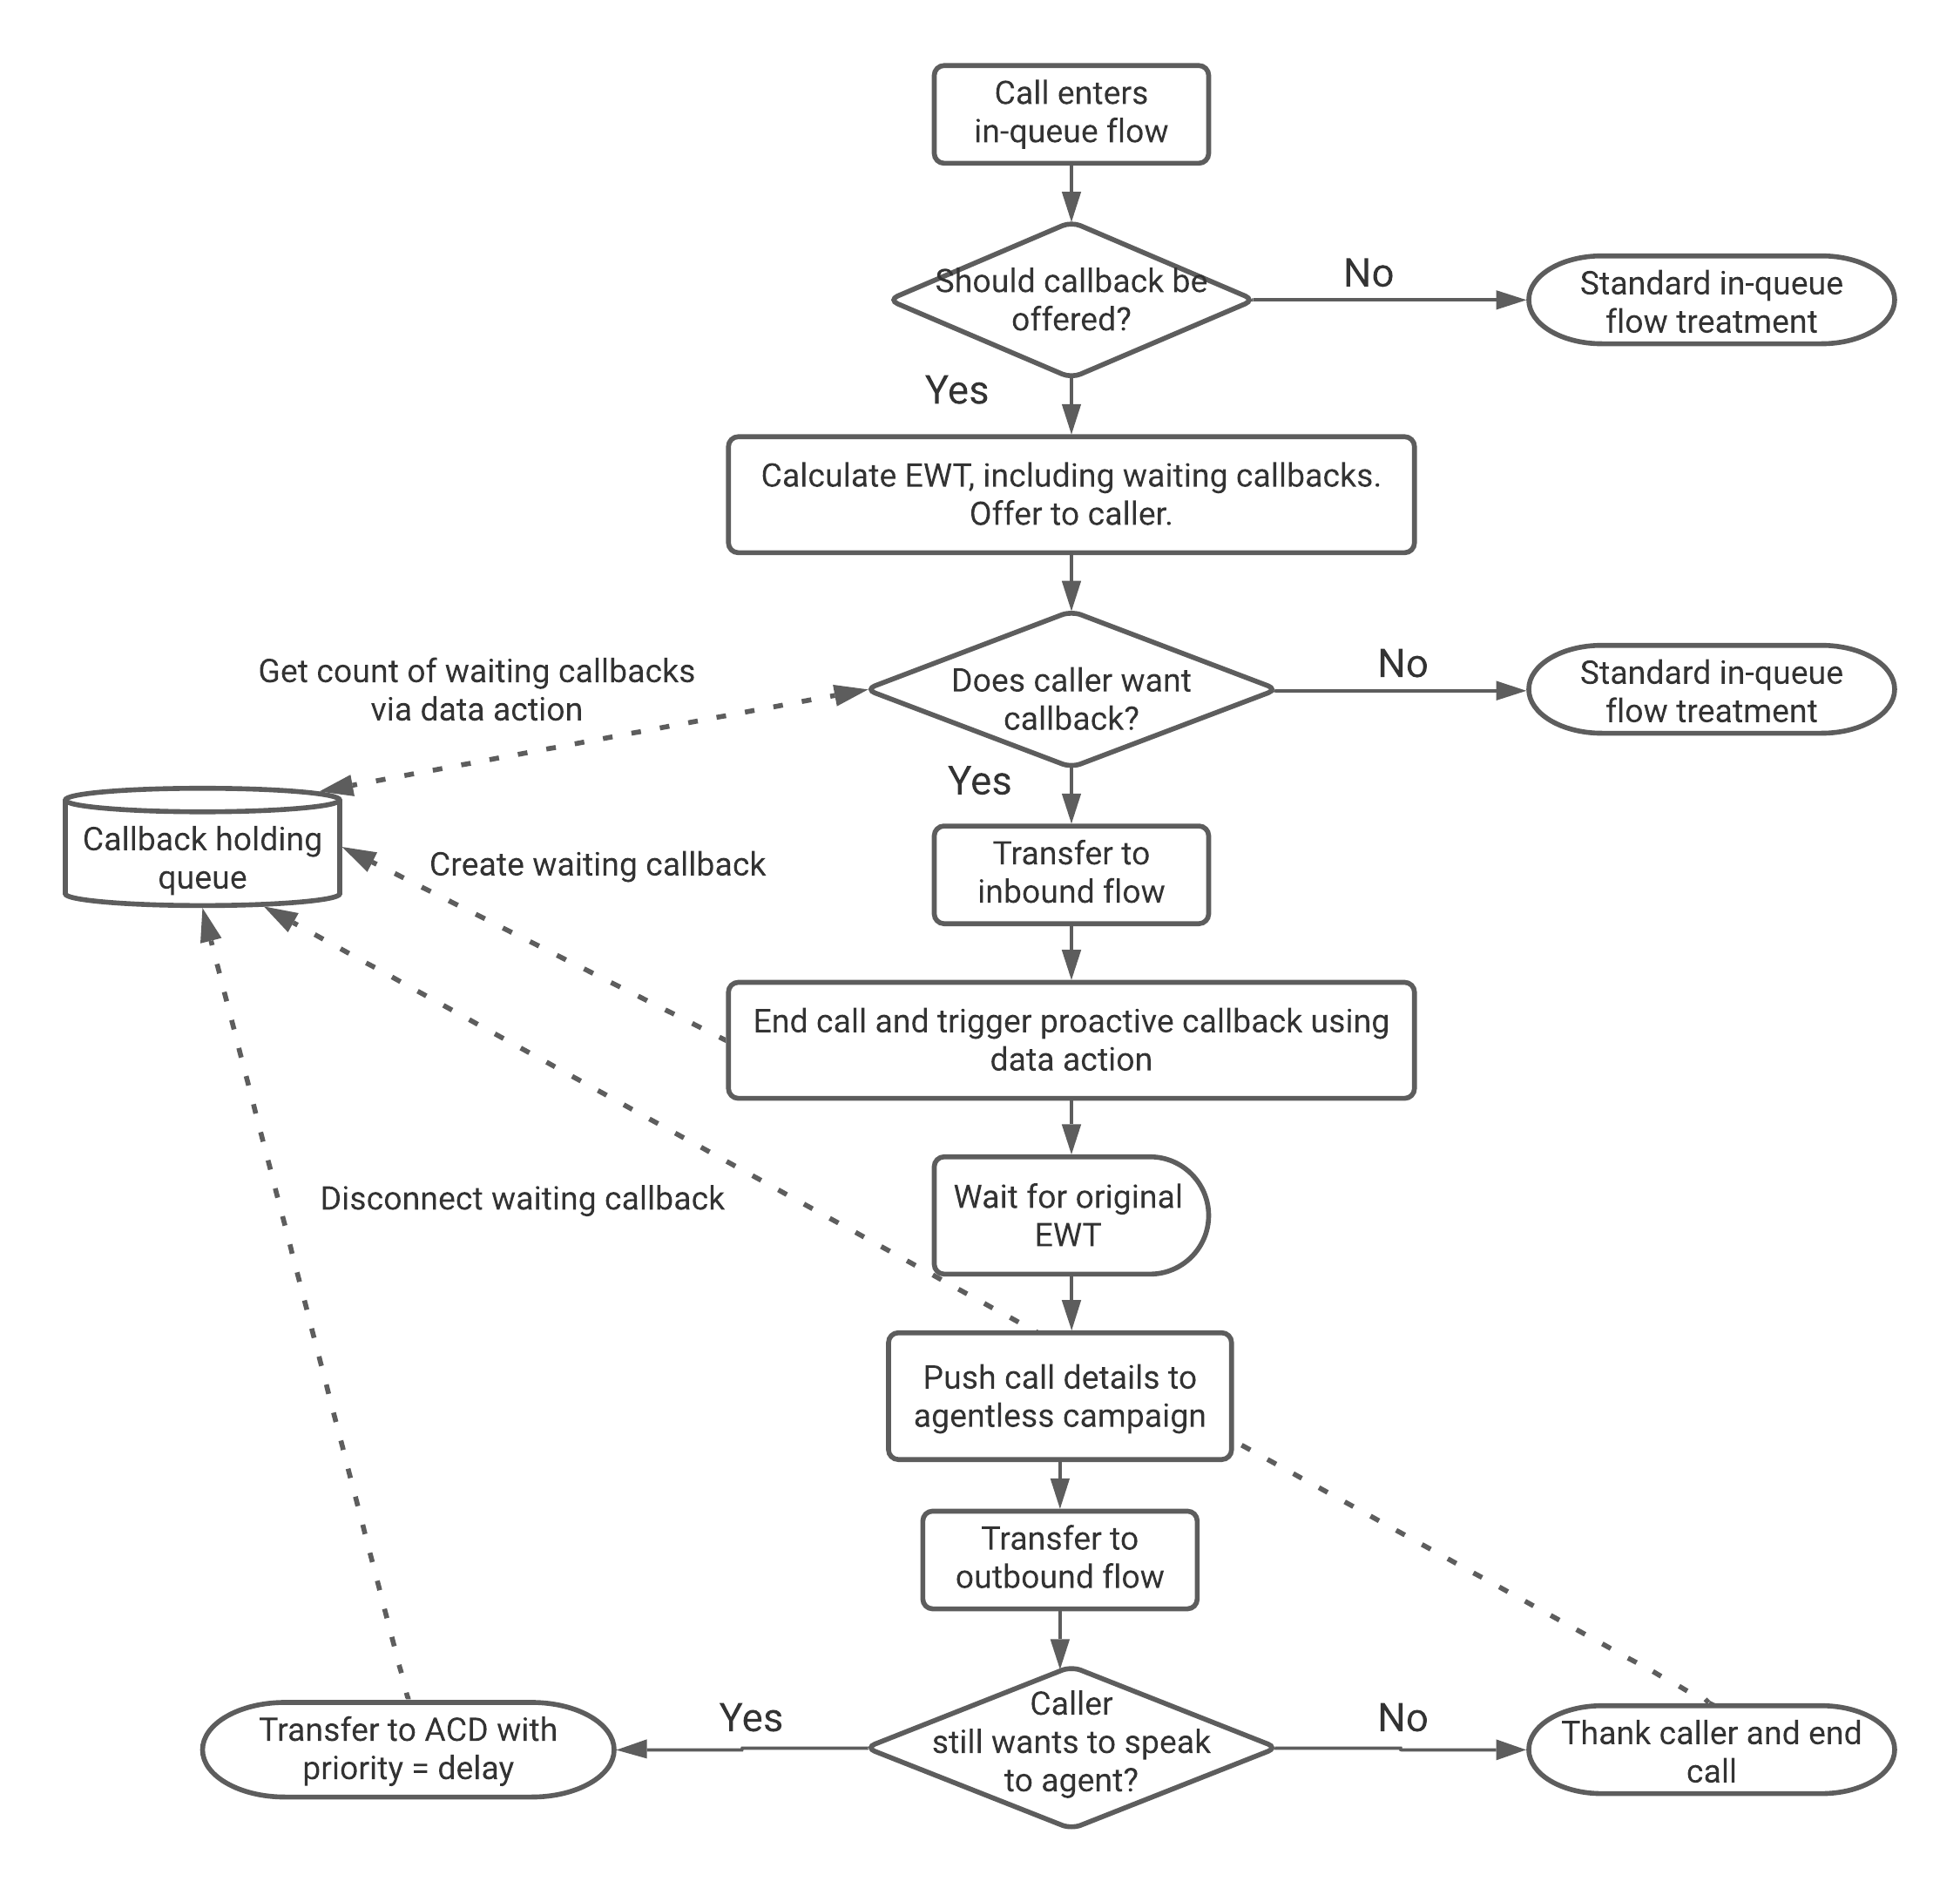 Call enters
in-queue flow
Should callback be
offered?
No
Standard in-queue
flow treatment
Yes
Calculate EWT, including waiting callbacks.
Offer to caller.
Get count of waiting callbacks
via data action
Does caller want
callback?
No
Standard in-queue
flow treatment
Yes
Callback holding
queue
Create waiting callback
Transfer to
inbound flow
End call and trigger proactive callback using
data action
Disconnect waiting callback
Wait for original
EWT
Push call details to
agentless campaign
Transfer to
outbound flow
Caller
still wants to speak
to agent?
Yes
No
Transfer to ACD with
priority = delay
Thank caller and end
call